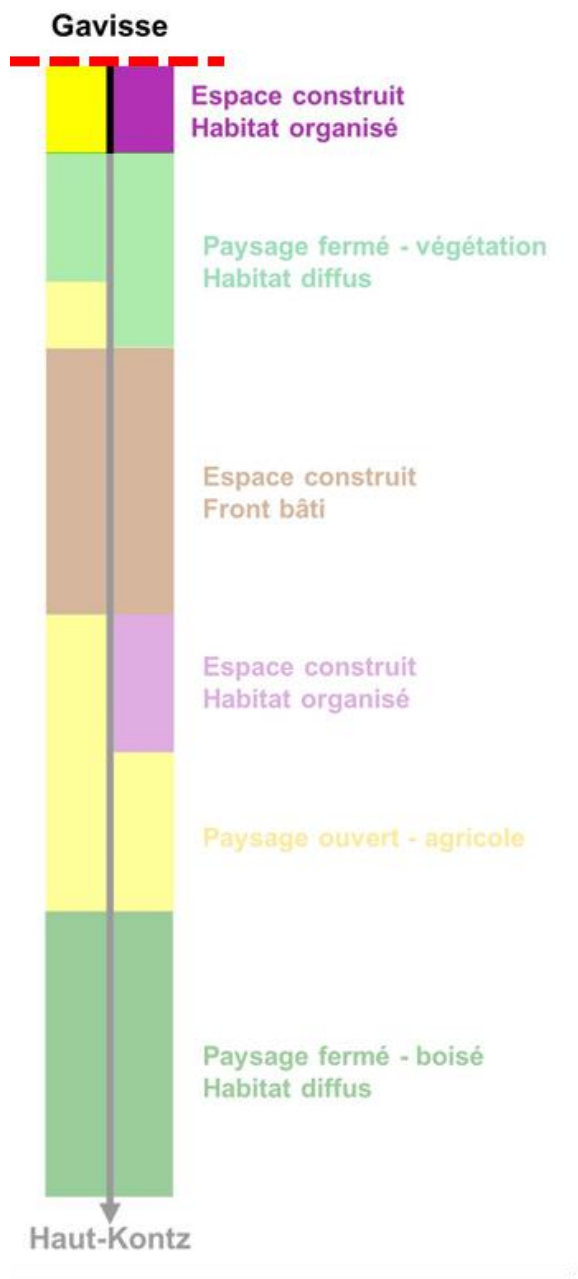 Gavisse
Espace construit
Habitat organisé
Paysage fermé - végétation
Habitat diffus
Espace construit
Front bâti
Espace construit
Habitat organisé
Paysage ouvert - agricole
Paysage fermé - boisé
Habitat diffus
Haut-Kontz